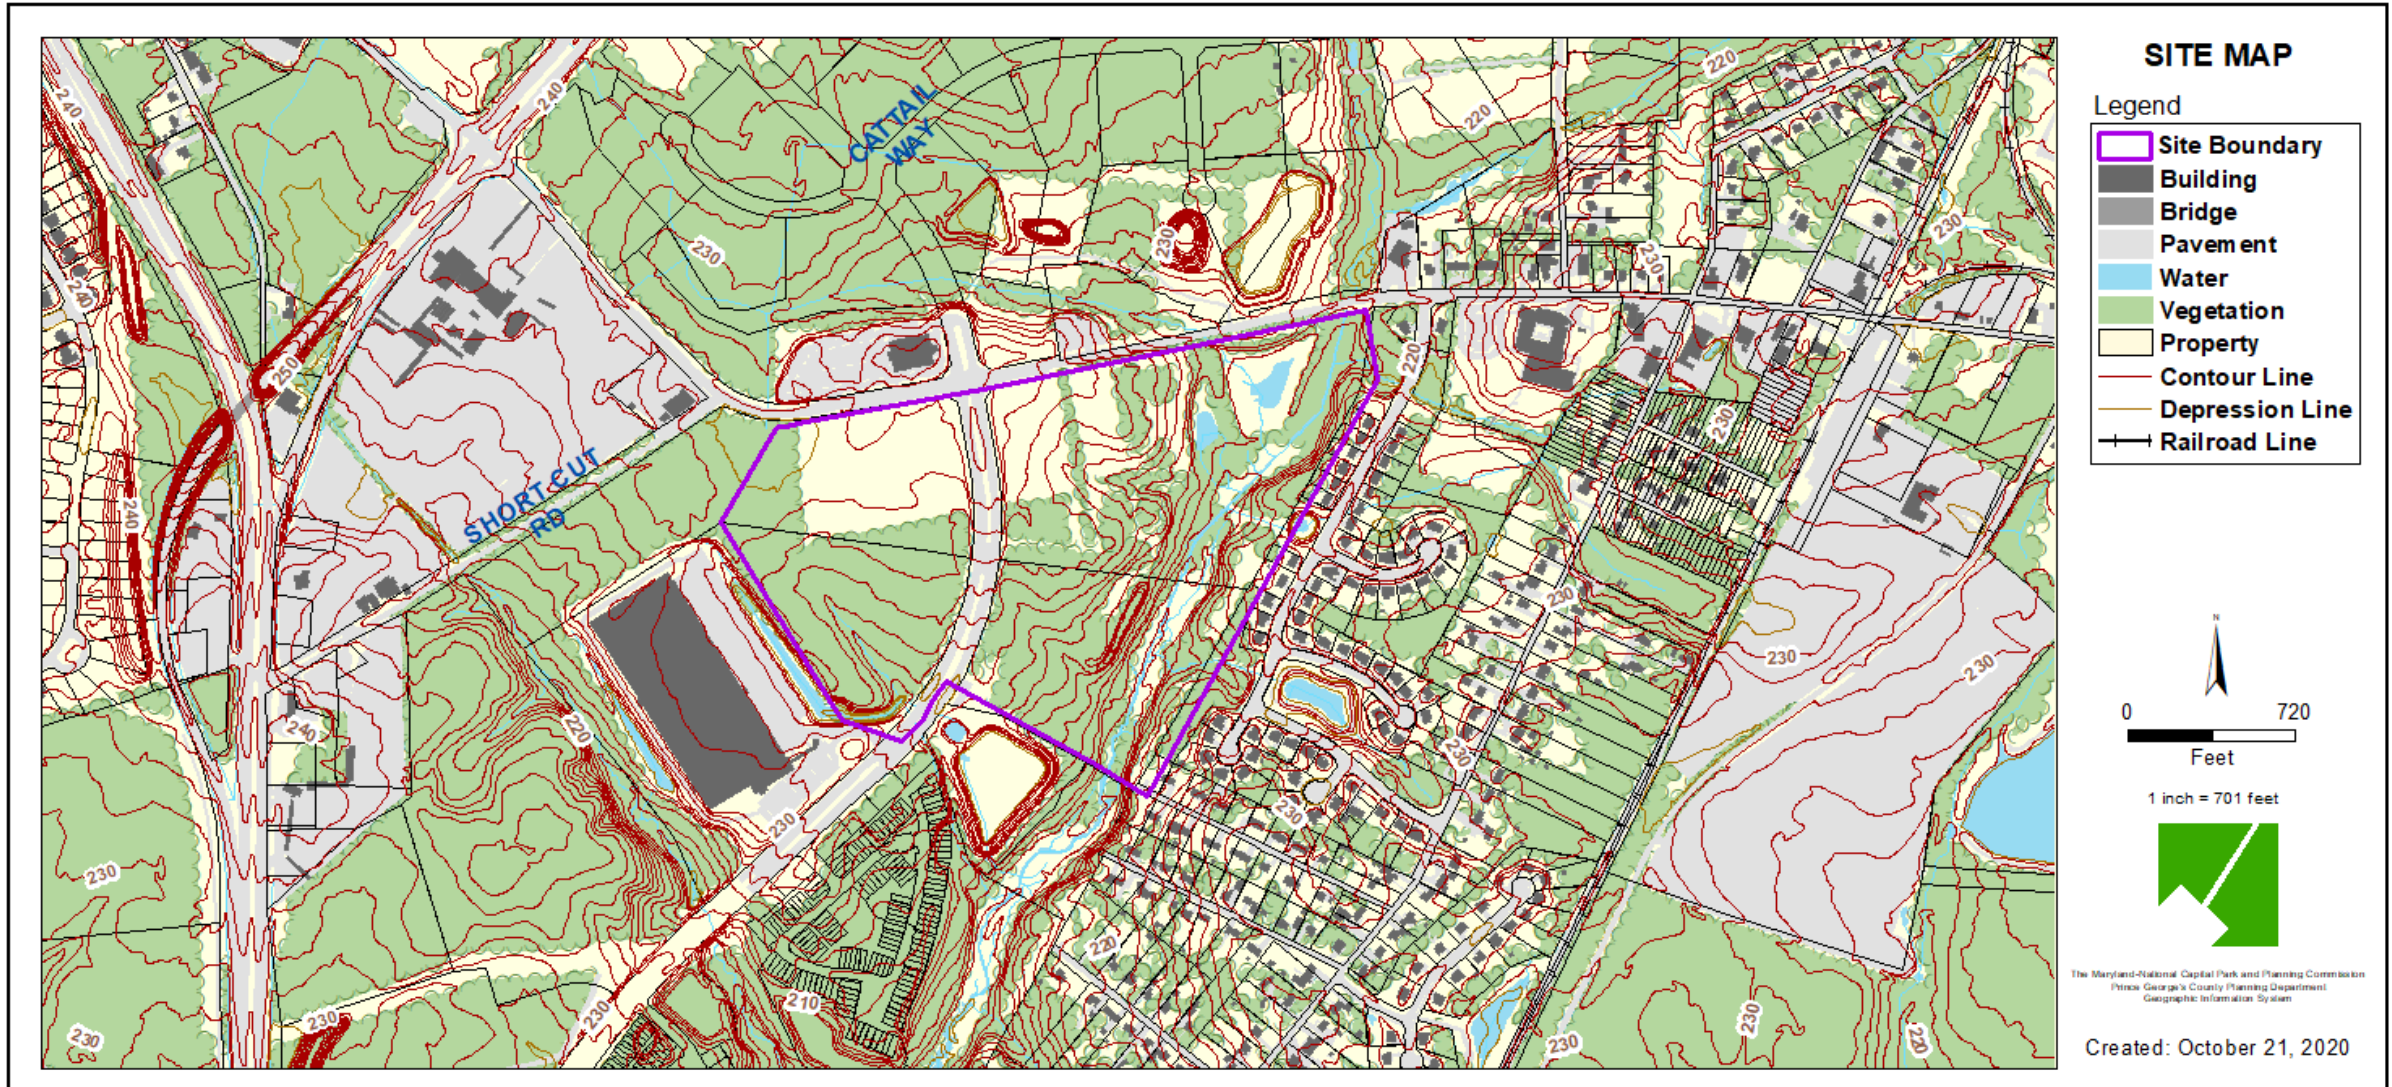 SITE MAP
Legend
Site Boundary
Building
Bridge
Pavement
Water
Vegetation
Property
Contour Line
Depression Line
Railroad Line
N
0 720
Feet
1 inch = 701 feet
The Maryland-National Capital Park and Planning Commission
Prince George's County Planning Department
Geographic Information System
Created: October 21, 2020
CATTAIL
WAY
SHORT CUT
RD
240
240
220
220
230
230
230
230
240
250
220
230
240
230
230
230
240
220
230
230
230
230
220
210
230
230
230
230
230
220